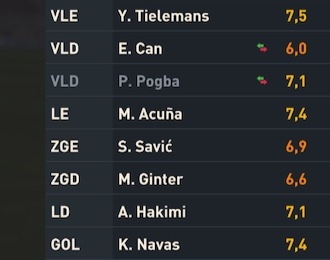 VLE Y. Tielemans 7,5
VLD E. Can 6,0
VLD P. Pogba 7,1
LE M. Acuña 7,4
ZGE S. Savić 6,9
ZGD M. Ginter 6,6
LD A. Hakimi 7,1
GOL K. Navas 7,4